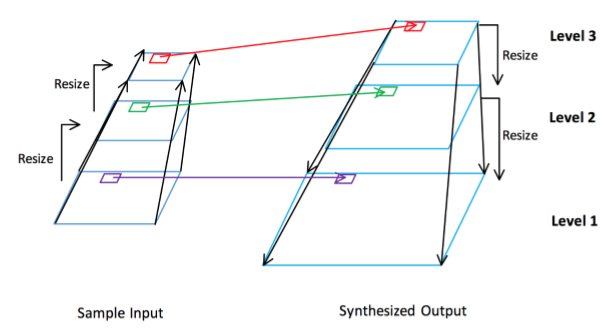 Level 3
Resize
Resize
Level 2
Resize
Resize
Level 1
Sample Input
Synthesized Output